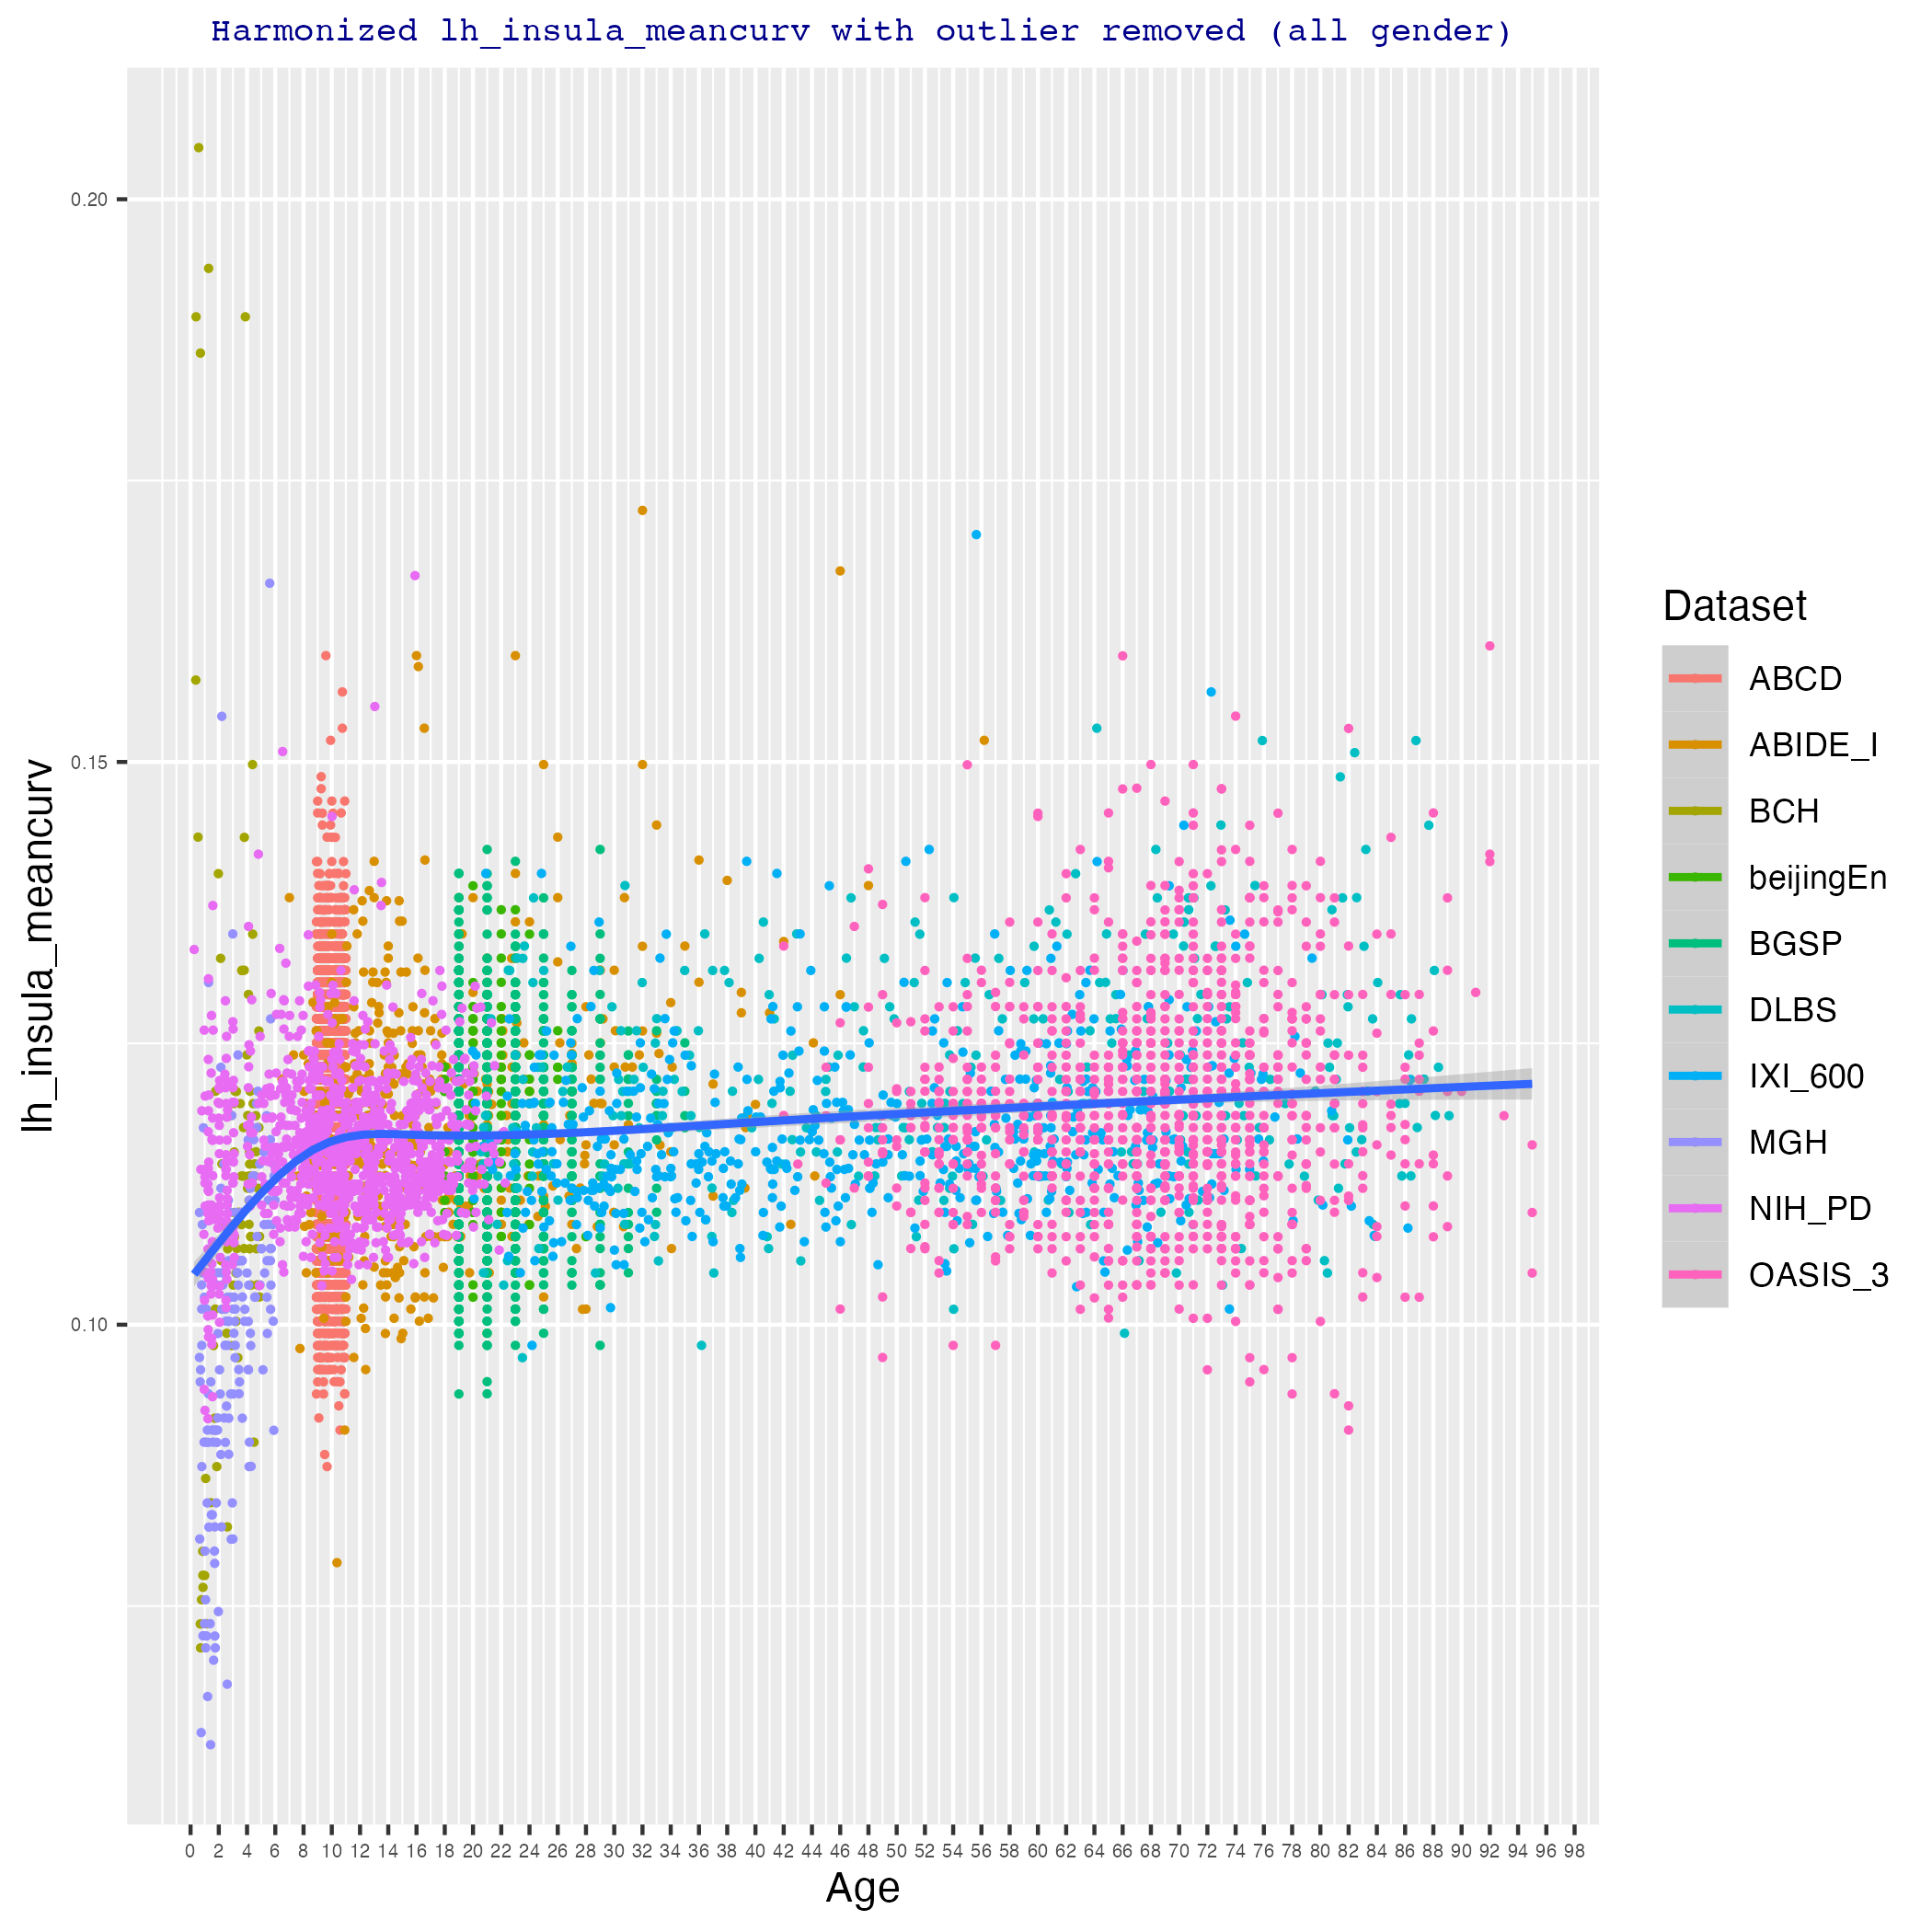 Harmonized lh_insula_meancurv with outlier removed (all gender)
lh_insula_meancurv
0.20
0.15
0.10
0 2 4 6 8 10 12 14 16 18 20 22 24 26 28 30 32 34 36 38 40 42 44 46 48 50 52 54 56 58 60 62 64 66 68 70 72 74 76 78 80 82 84 86 88 90 92 94 96 98
Age
Dataset
ABCD
ABIDE_I
BCH
beijingEn
BGSP
DLBS
IXI_600
MGH
NIH_PD
OASIS_3